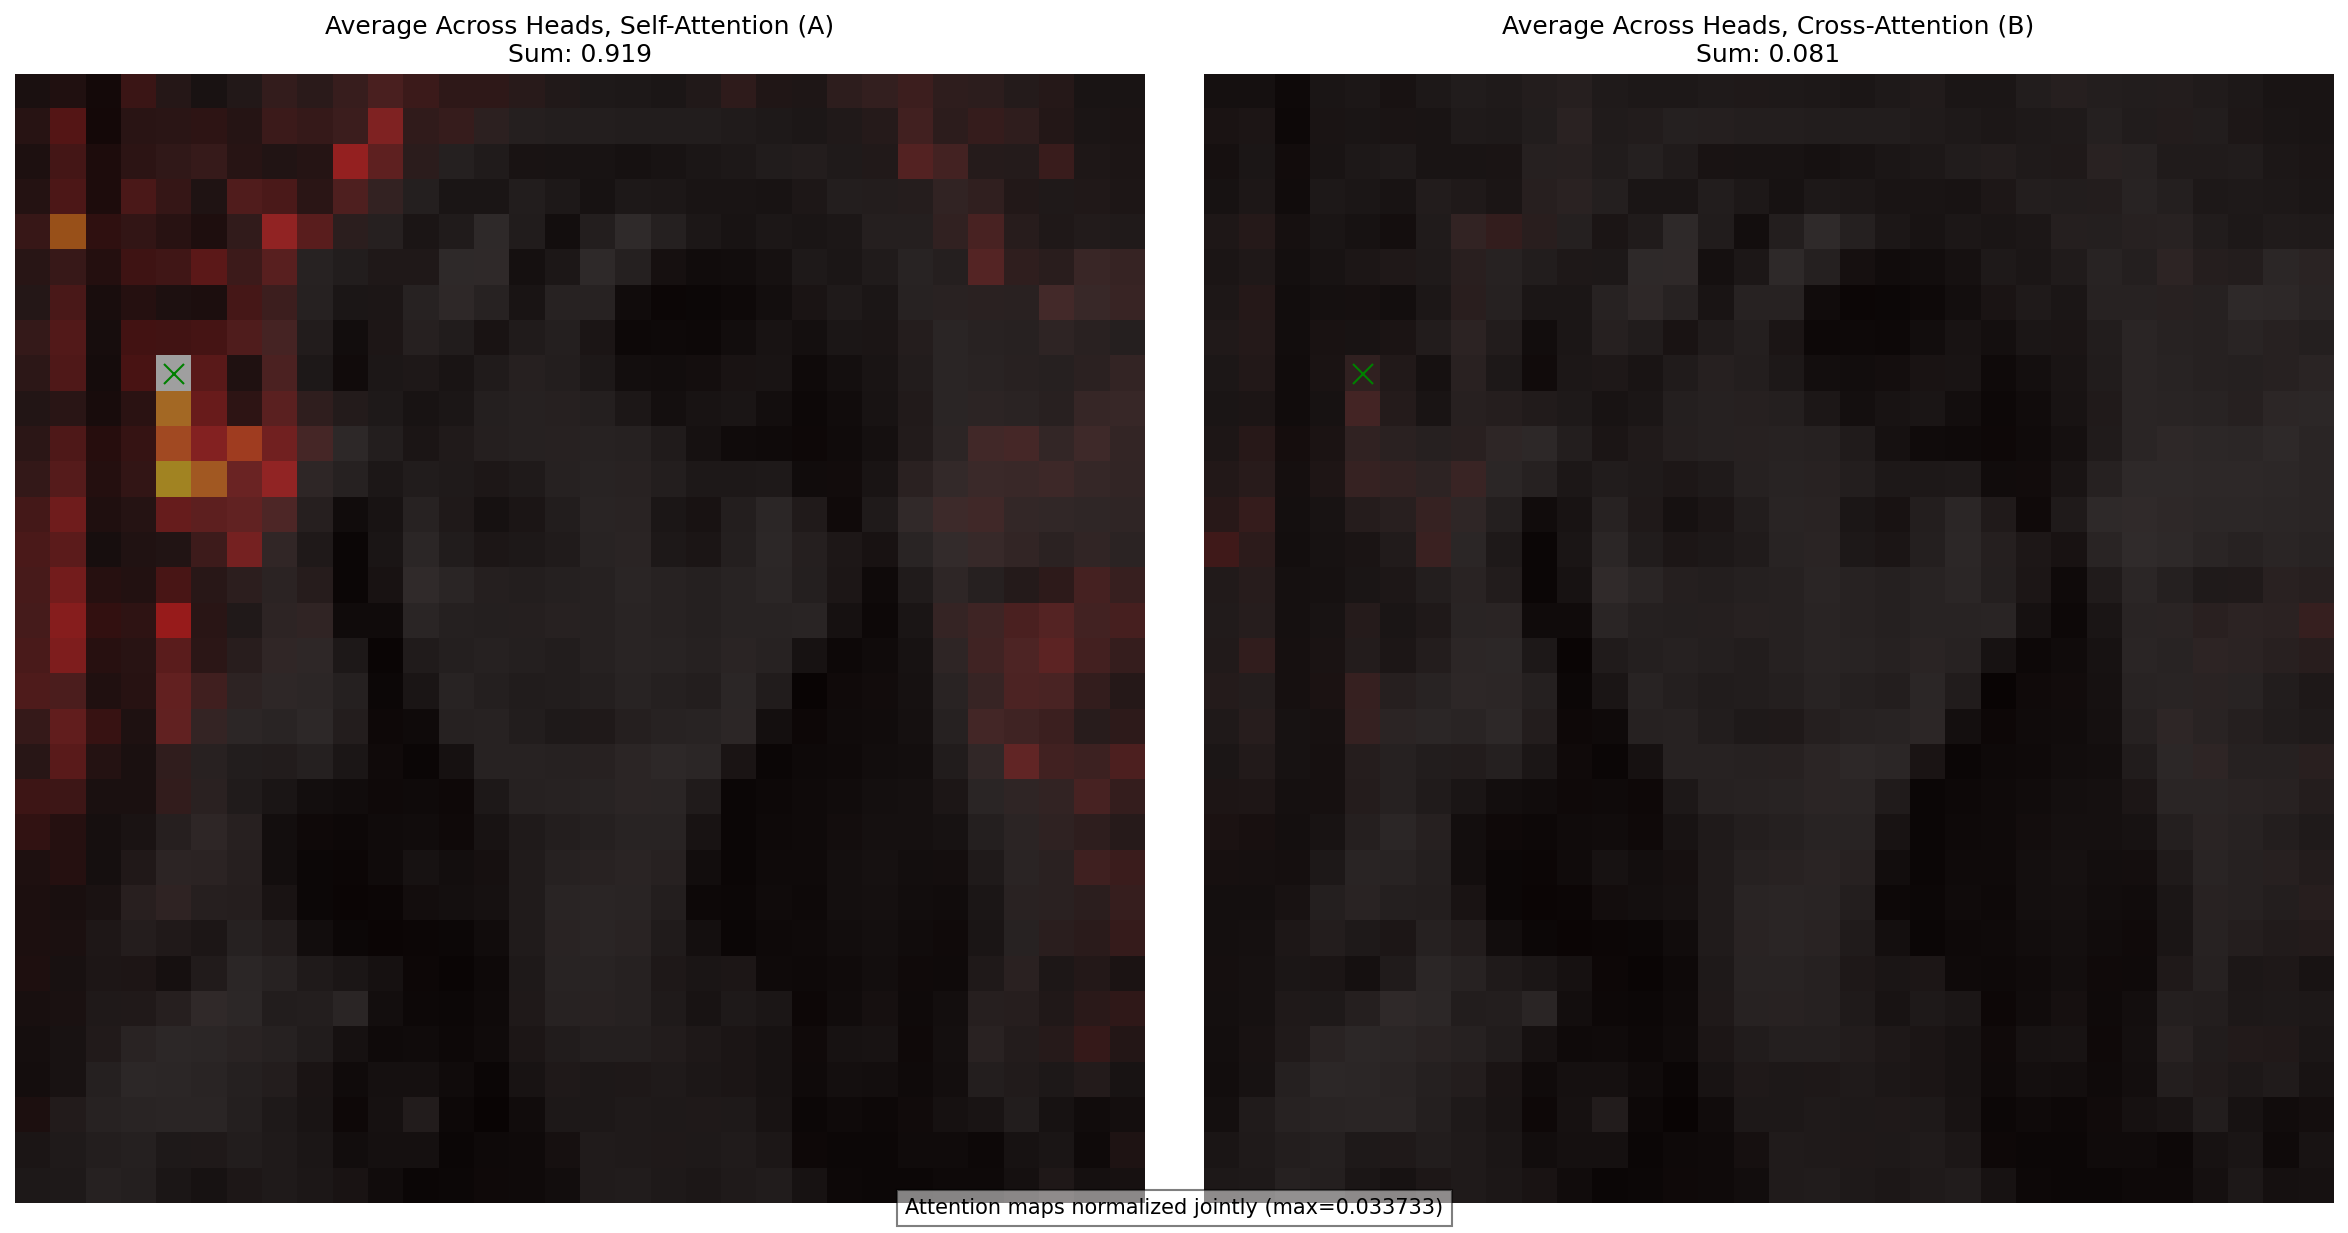 Average Across Heads, Self-Attention (A)
Sum: 0.919
Average Across Heads, Cross-Attention (B)
Sum: 0.081
Attention maps normalized jointly (max=0.033733)